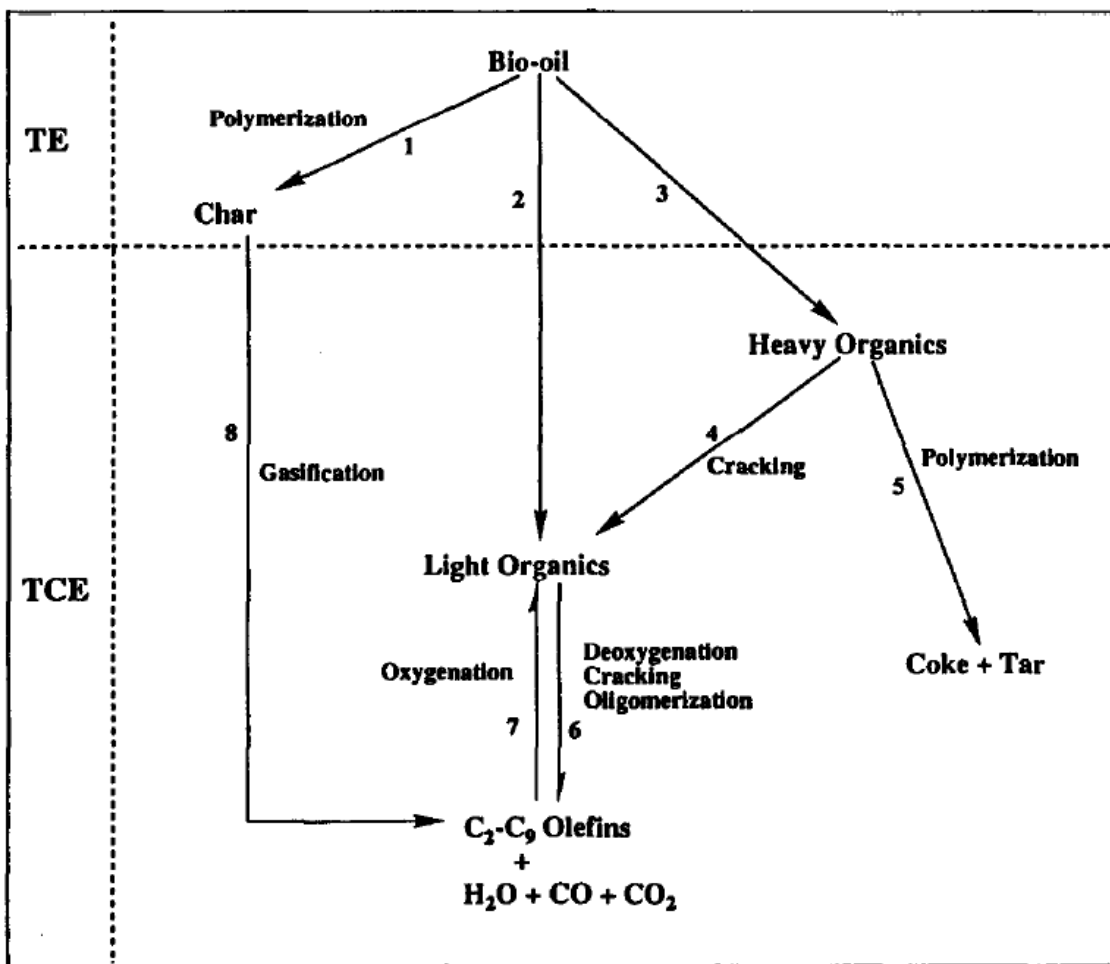 Bio-oil
TE
Polymerization
1
2
3
Char
Heavy Organics
8
4
Polymerization
Gasification
Cracking
5
Light Organics
TCE
Oxygenation
Deoxygenation
Cracking
Oligomerization
Coke + Tar
7
6
C₂-C₉ Olefins
+
H₂O + CO + CO₂